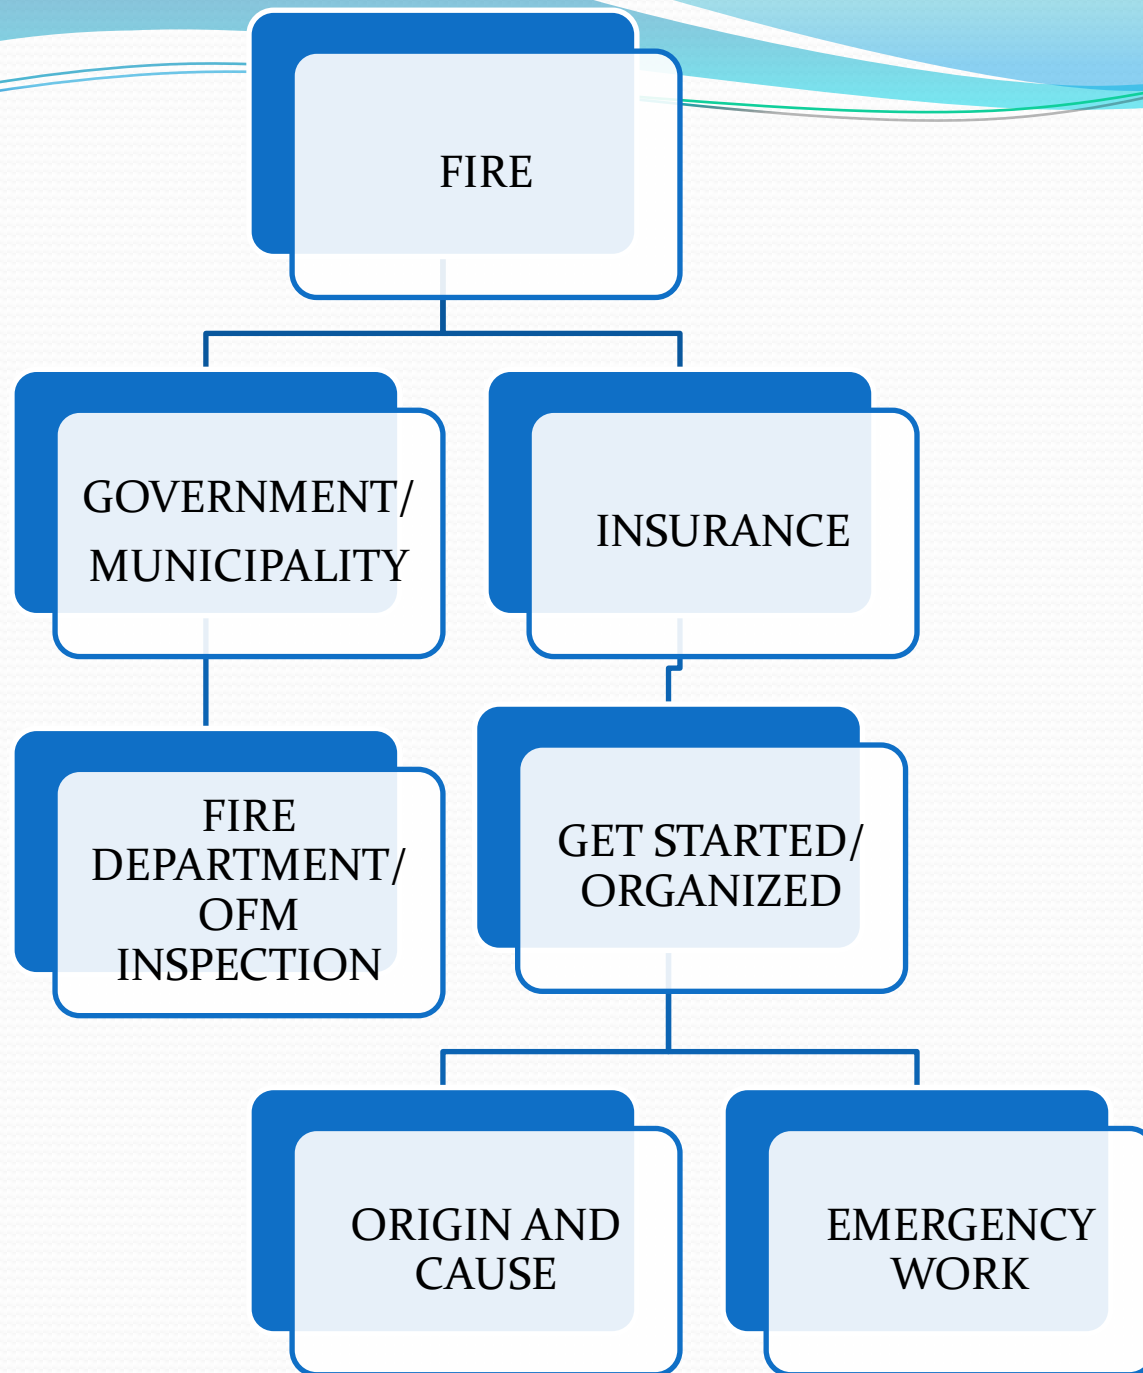 FIRE
GOVERNMENT/
MUNICIPALITY
INSURANCE
FIRE
DEPARTMENT/
OFM
INSPECTION
GET STARTED/
ORGANIZED
ORIGIN AND
CAUSE
EMERGENCY
WORK